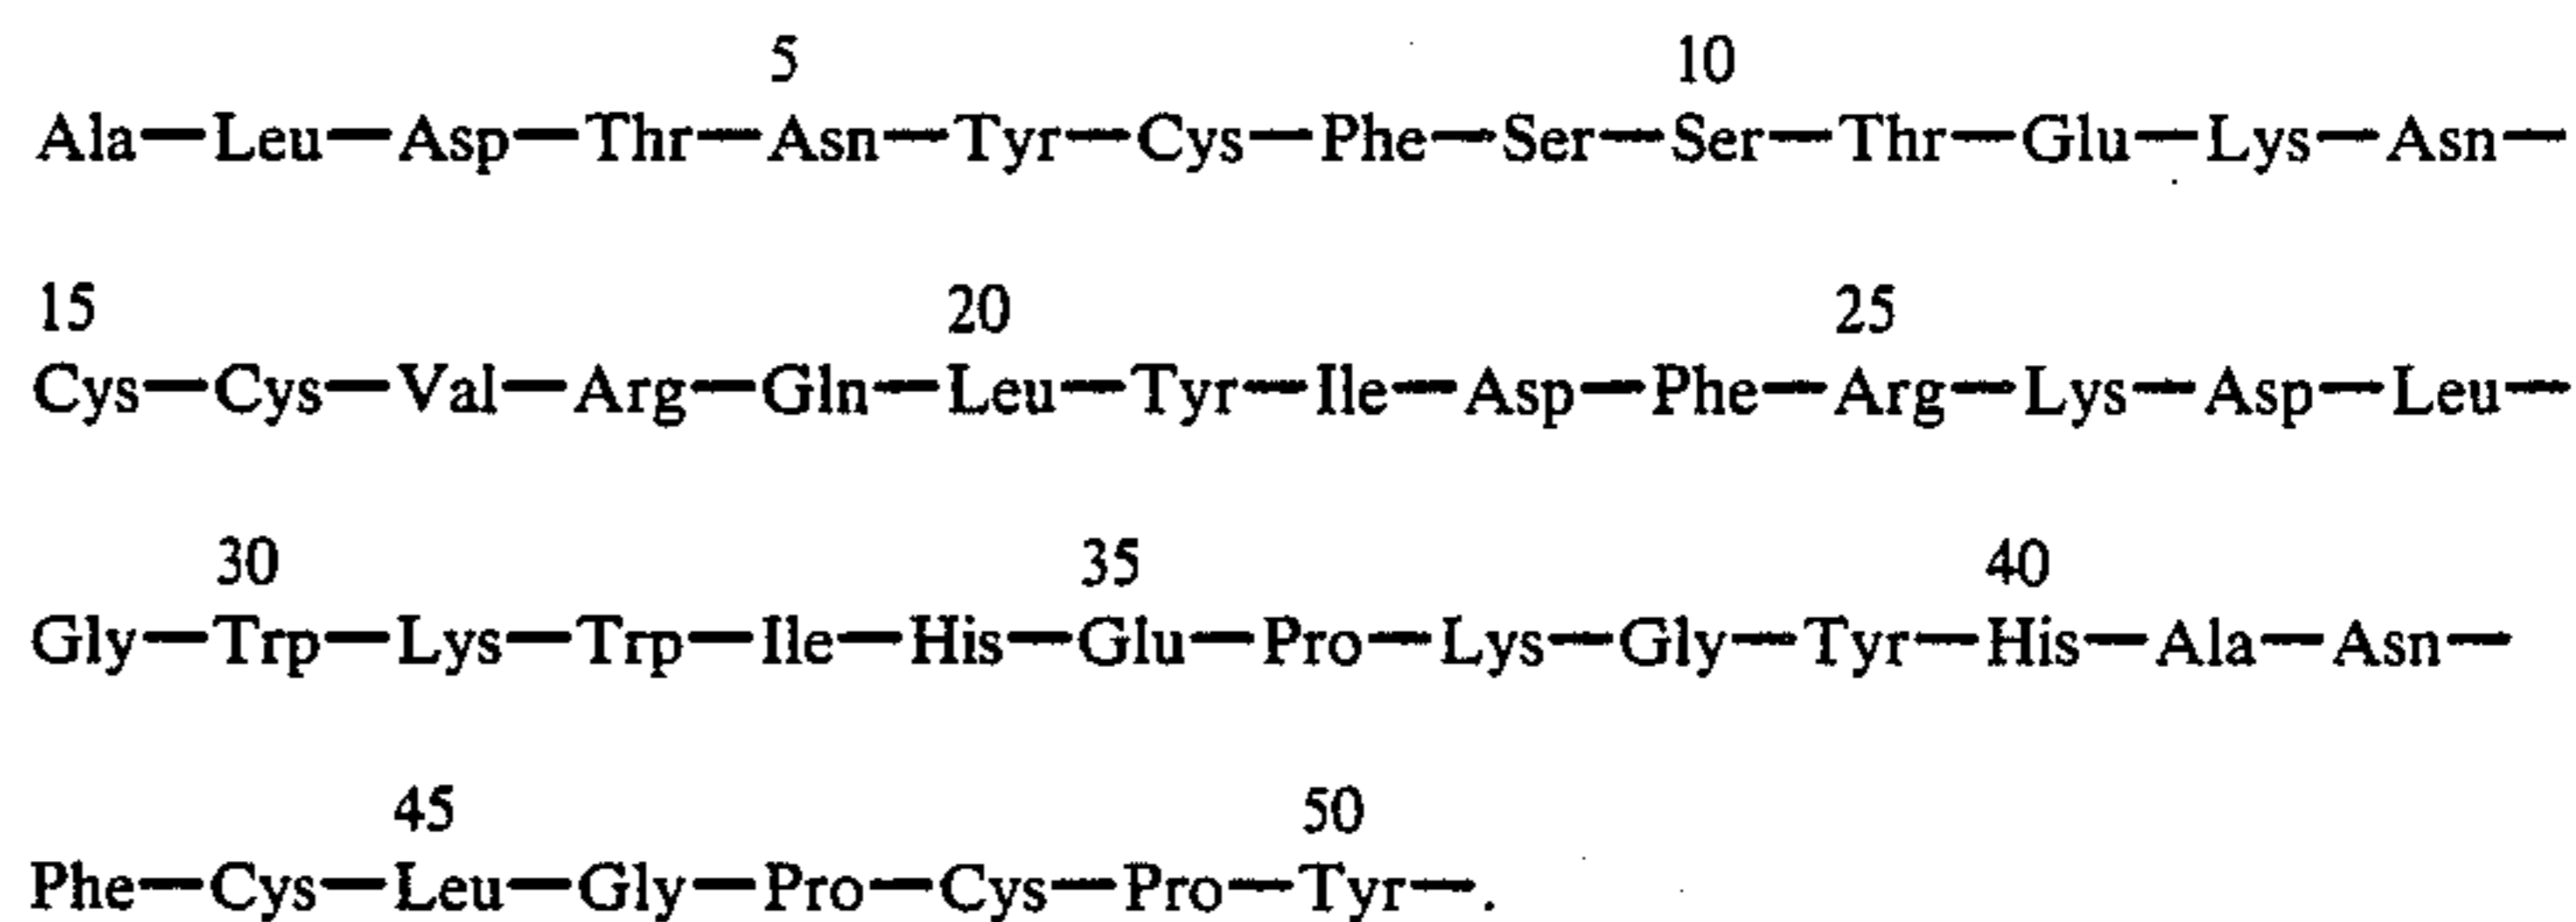 5 10
Ala—Leu—Asp—Thr—Asn—Tyr—Cys—Phe—Ser—Ser—Thr—Glu—Lys—Asn—
15 20 25
Cys—Cys—Val—Arg—Gln—Leu—Tyr—Ile—Asp—Phe—Arg—Lys—Asp—Leu—
30 35 40
Gly—Trp—Lys—Trp—Ile—His—Glu—Pro—Lys—Gly—Tyr—His—Ala—Asn—
45 50
Phe—Cys—Leu—Gly—Pro—Cys—Pro—Tyr—.